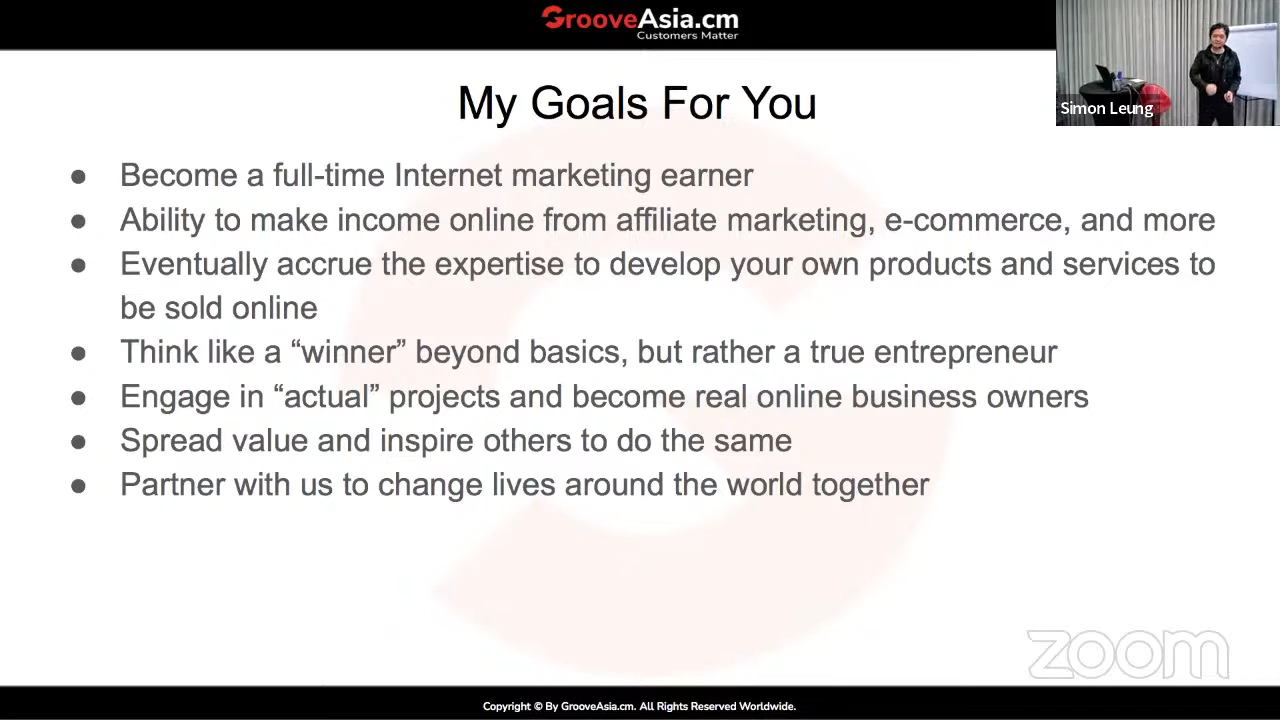 GrooveAsia.cm
Customers Matter
Simon Leung
My Goals For You
● Become a full-time Internet marketing earner
● Ability to make income online from affiliate marketing, e-commerce, and more
● Eventually accrue the expertise to develop your own products and services to
be sold online
● Think like a “winner” beyond basics, but rather a true entrepreneur
● Engage in “actual” projects and become real online business owners
● Spread value and inspire others to do the same
● Partner with us to change lives around the world together
zoom
Copyright © By GrooveAsia.cm. All Rights Reserved Worldwide.